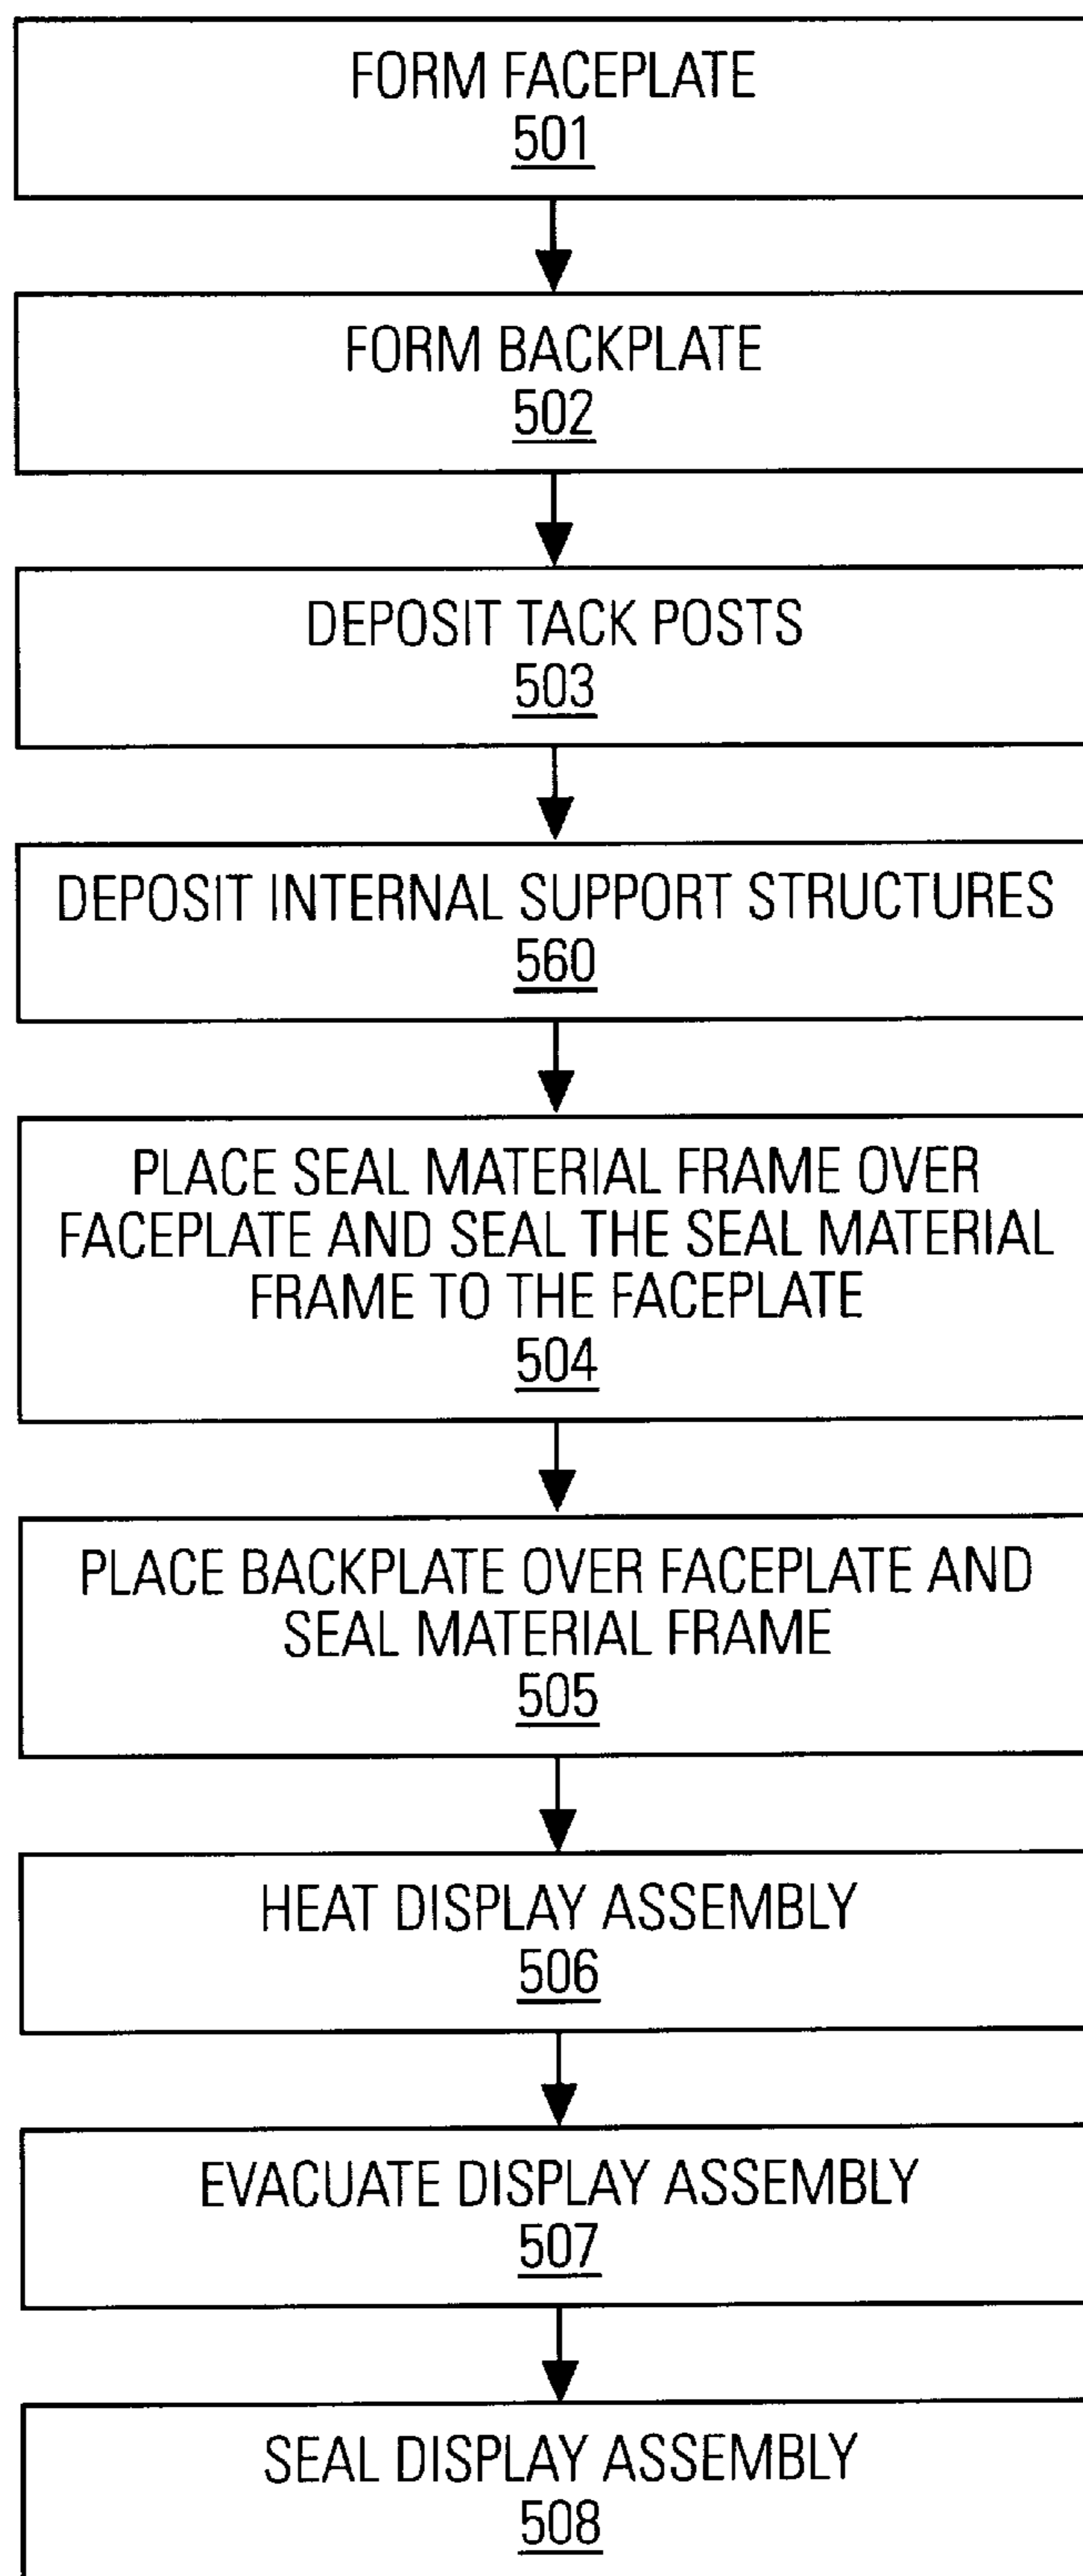 FORM FACEPLATE
501
FORM BACKPLATE
502
DEPOSIT TACK POSTS
503
DEPOSIT INTERNAL SUPPORT STRUCTURES
560
PLACE SEAL MATERIAL FRAME OVER
FACEPLATE AND SEAL THE SEAL MATERIAL
FRAME TO THE FACEPLATE
504
PLACE BACKPLATE OVER FACEPLATE AND
SEAL MATERIAL FRAME
505
HEAT DISPLAY ASSEMBLY
506
EVACUATE DISPLAY ASSEMBLY
507
SEAL DISPLAY ASSEMBLY
508